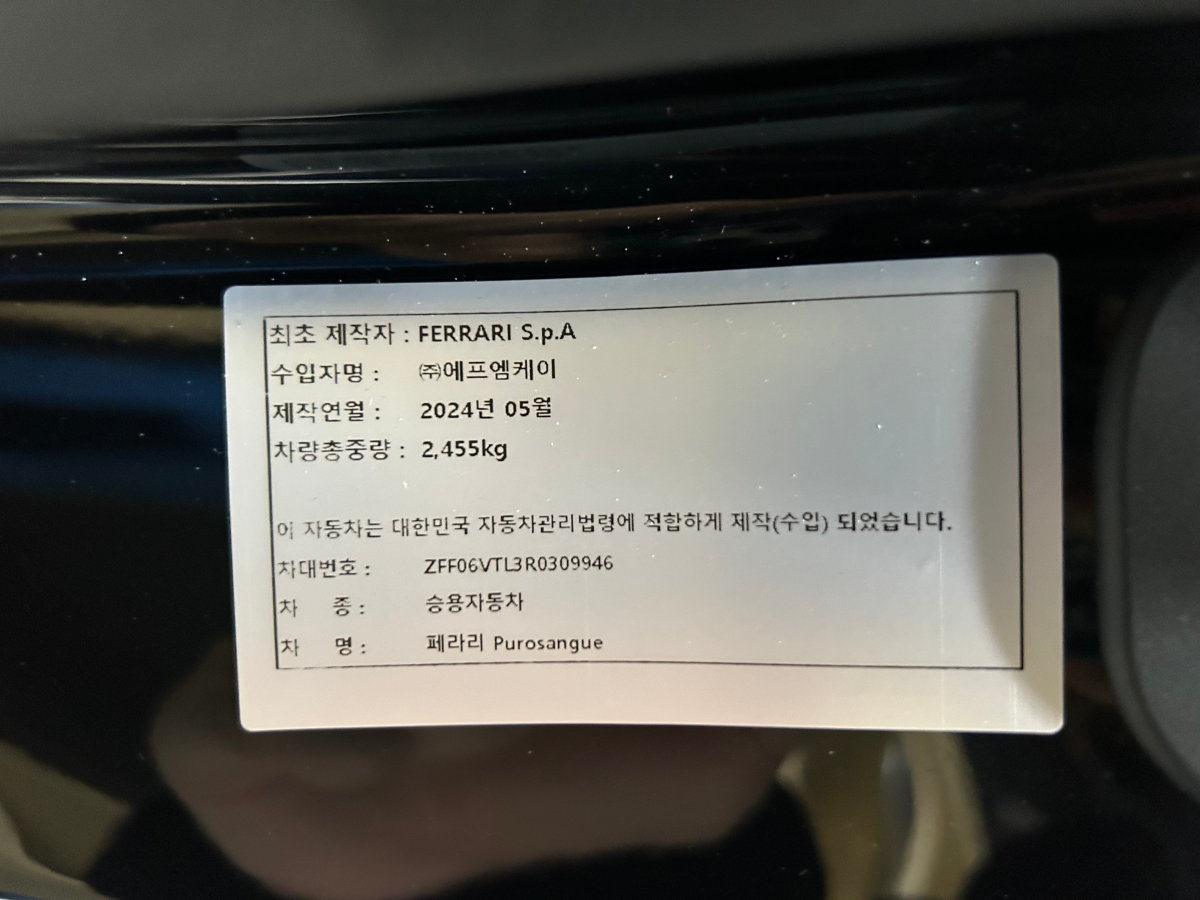 최초 제작자 : FERRARI S.p.A
수입자명 : ㈜에프엠케이
제작연월 : 2024년 05월
차량총중량 : 2,455kg
이 자동차는 대한민국 자동차관리법령에 적합하게 제작(수입) 되었습니다.
차대번호 : ZFF06VTL3R0309946
차 종 : 승용자동차
차 명 : 페라리 Purosangue